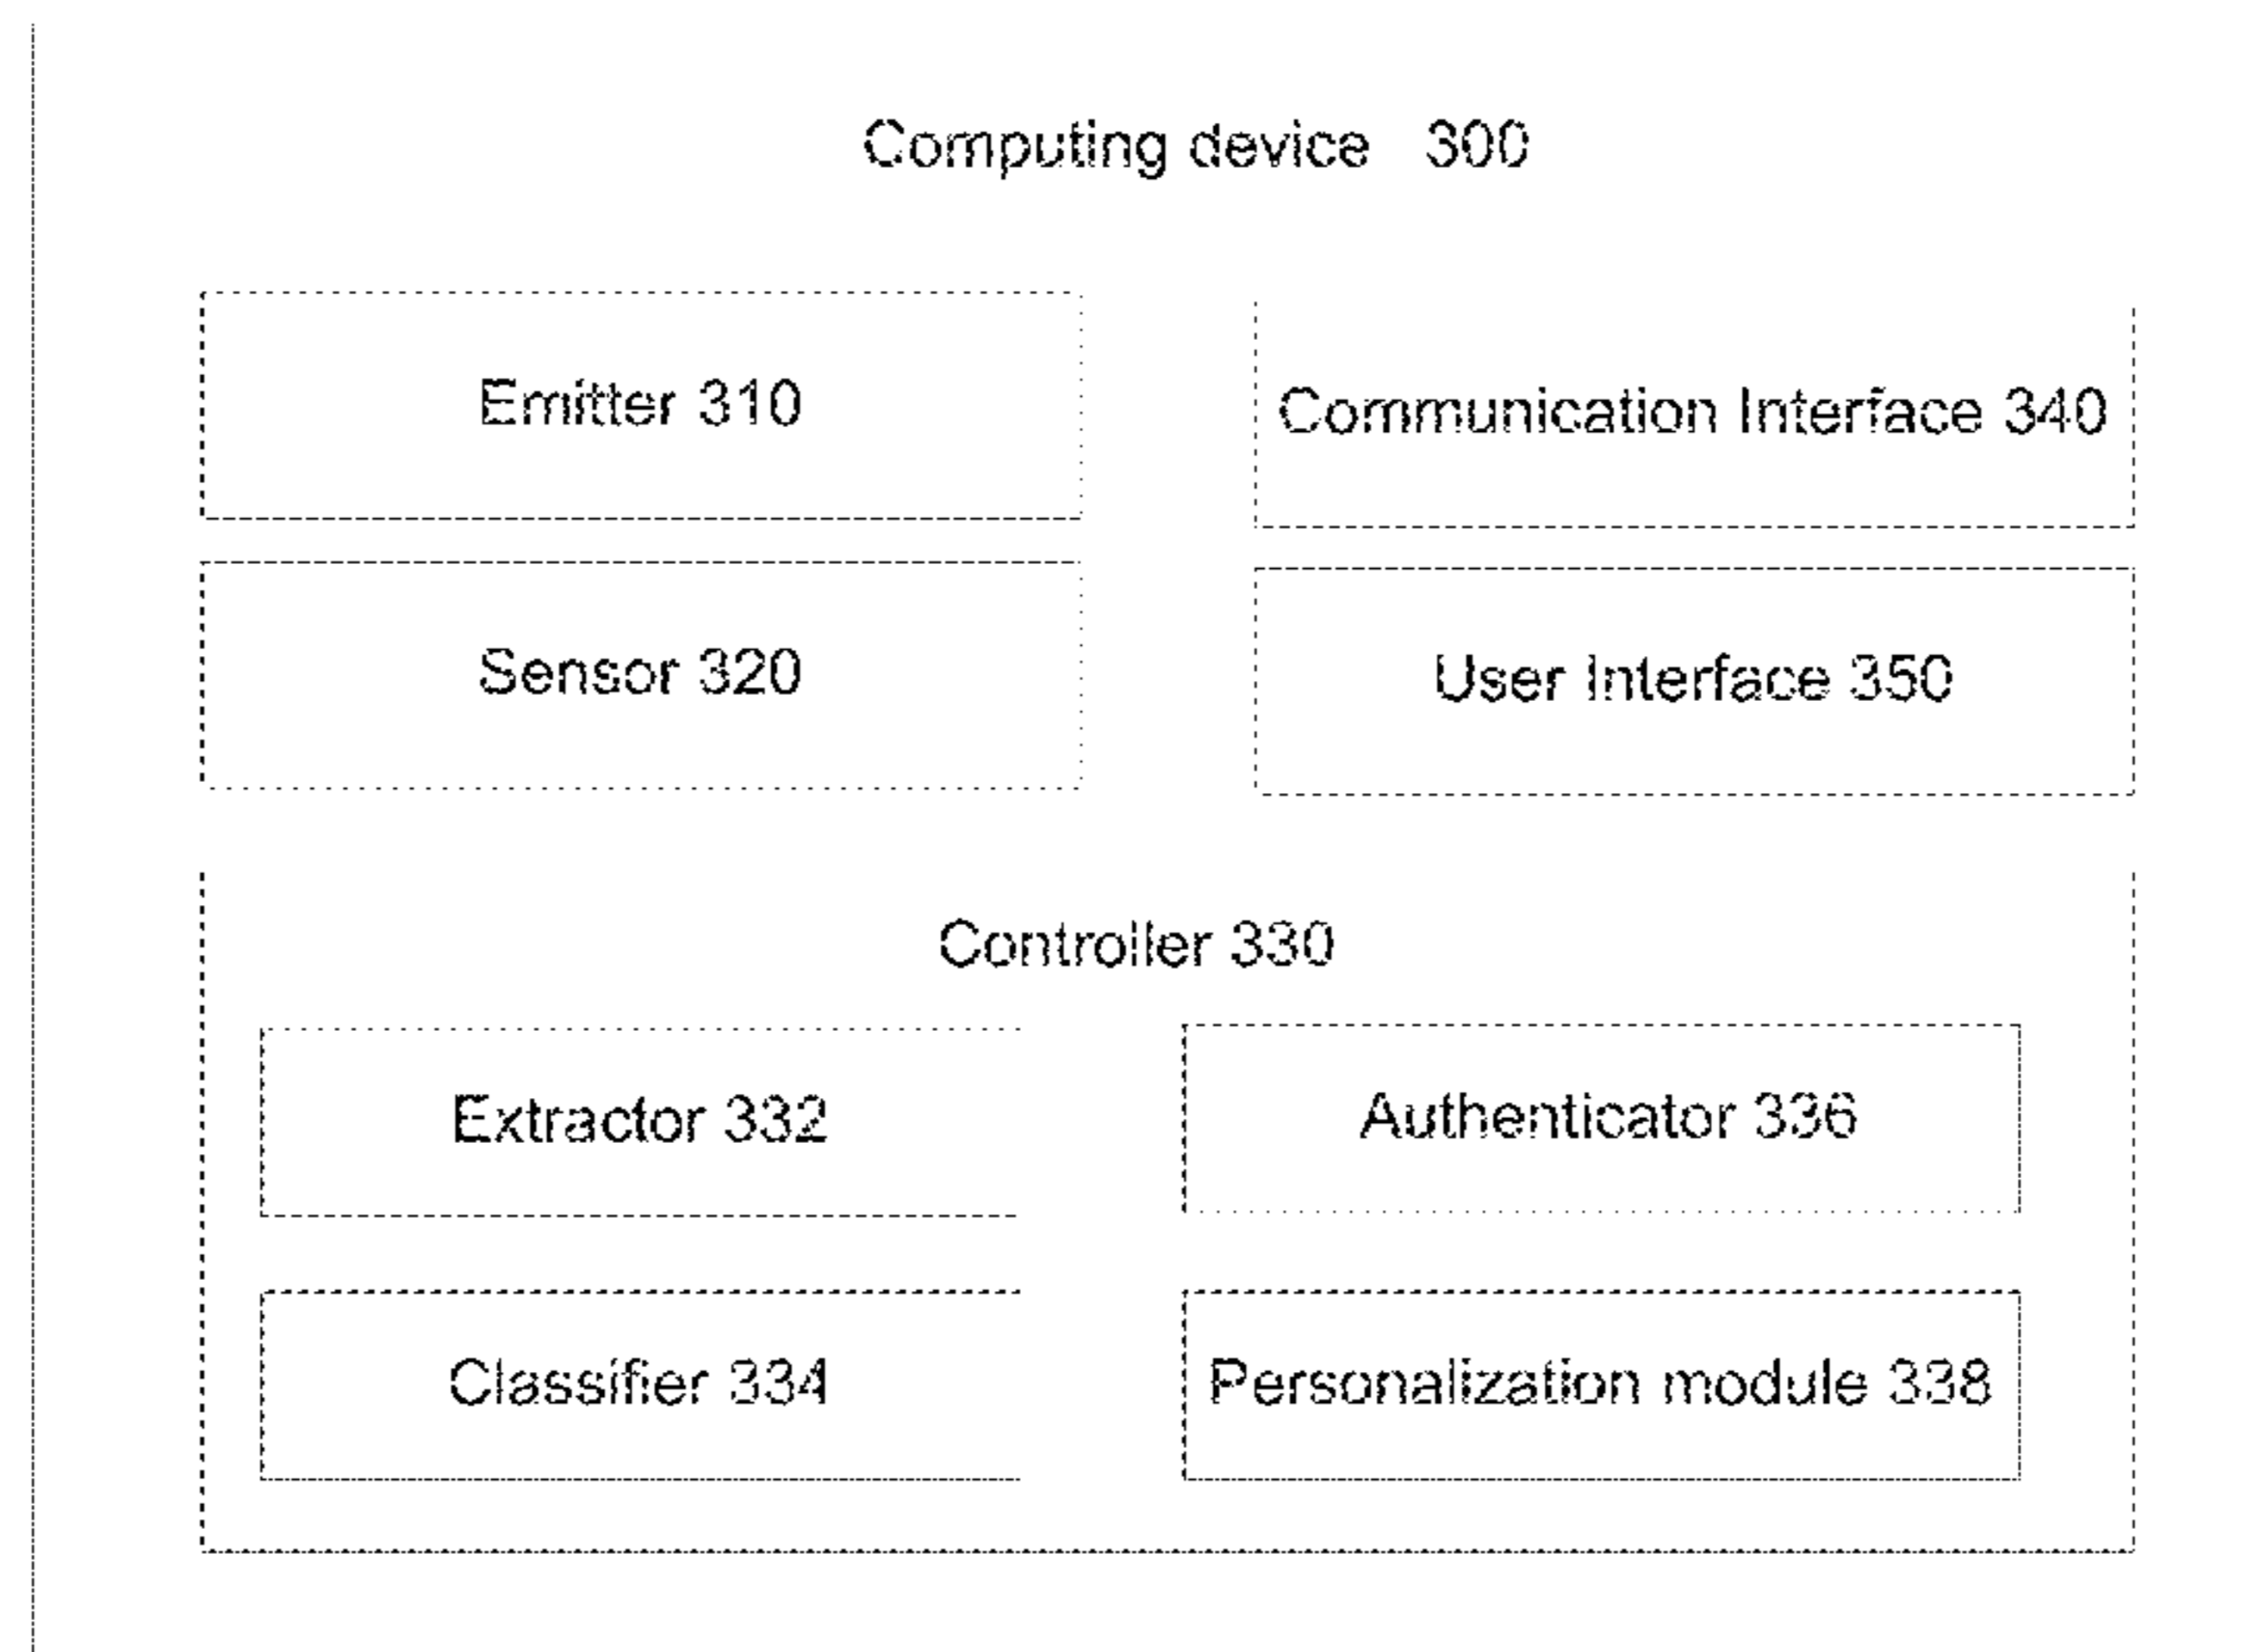 Computing device 300
Emitter 310
Communication Interface 340
Sensor 320
User Interface 350
Controller 330
Extractor 332
Authenticator 336
Classifier 334
Personalization module 338